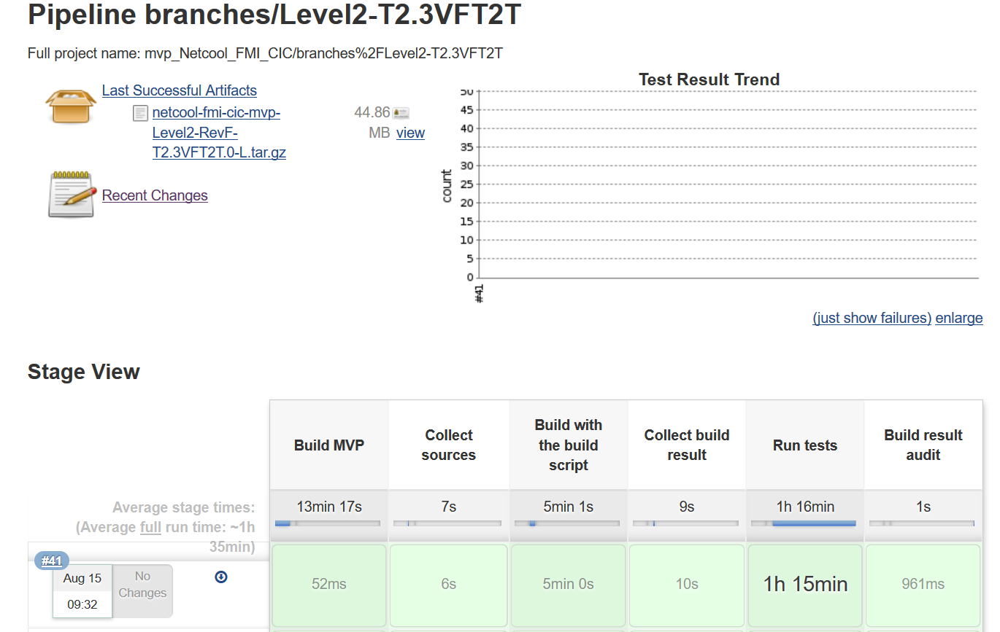 Pipeline branches/Level2-T2.3VFT2T
Full project name: mvp_Netcool_FMI_CIC/branches%2FLevel2-T2.3VFT2T
Last Successful Artifacts
netcool-fmi-cic-mvp-
Level2-RevF-
T2.3VFT2T.0-L.tar.gz
44.86
MB view
Recent Changes
Test Result Trend
50
45
40
35
30
25
20
15
10
5
0
count
#41
(just show failures) enlarge
Stage View
Build MVP
Collect
sources
Build with
the build
script
Collect build
result
Run tests
Build result
audit
Average stage times:
(Average full run time: ~1h
35min)
13min 17s
7s
5min 1s
9s
1h 16min
1s
#41
Aug 15
09:32
No
Changes
52ms
6s
5min 0s
10s
1h 15min
961ms